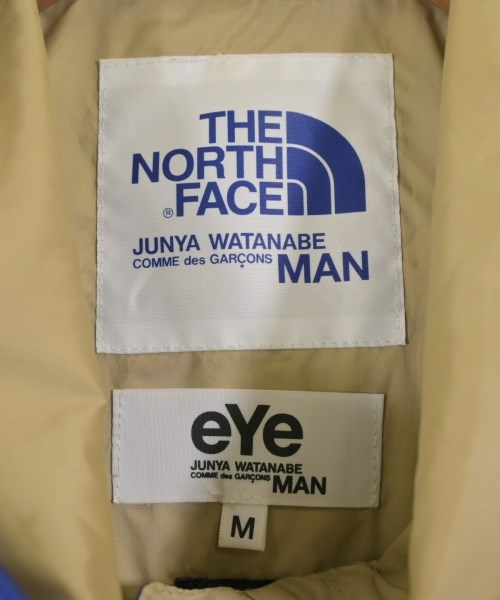 THE
NORTH
® FACE
JUNYA WATANABE
COMME des GARÇONS MAN
eYe
JUNYA WATANABE
COMME des GARÇONS MAN
M